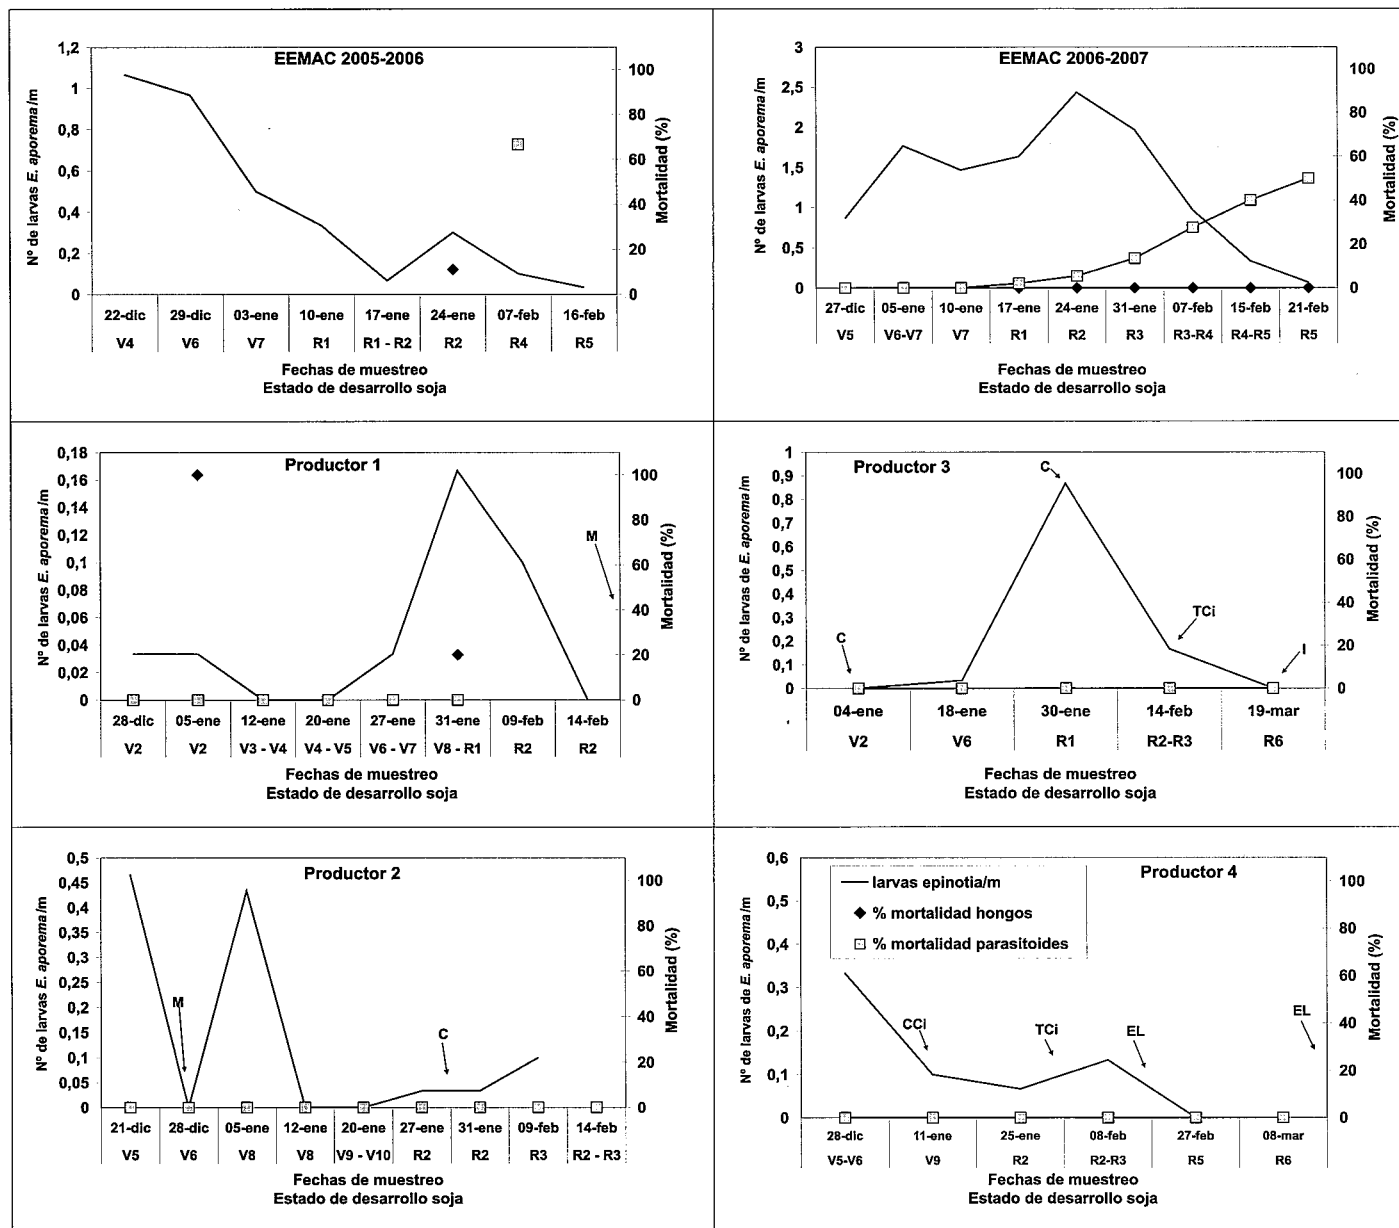 EEMAC 2005-2006
Nº de larvas E. aporema/m
1,2
1
0,8
0,6
0,4
0,2
0
100
80
60
40
20
0
Mortalidad (%)
22-dic 29-dic 03-ene 10-ene 17-ene 24-ene 07-feb 16-feb
V4 V6 V7 R1 R1 - R2 R2 R4 R5
Fechas de muestreo
Estado de desarrollo soja
EEMAC 2006-2007
Nº de larvas E. aporema/m
3
2,5
2
1,5
1
0,5
0
100
80
60
40
20
0
Mortalidad (%)
27-dic 05-ene 10-ene 17-ene 24-ene 31-ene 07-feb 15-feb 21-feb
V5 V6-V7 V7 R1 R2 R3 R3-R4 R4-R5 R5
Fechas de muestreo
Estado de desarrollo soja
Productor 1
Nº de larvas E. aporema/m
0,18
0,16
0,14
0,12
0,1
0,08
0,06
0,04
0,02
0
M
100
80
60
40
20
0
Mortalidad (%)
28-dic 05-ene 12-ene 20-ene 27-ene 31-ene 09-feb 14-feb
V2 V2 V3 - V4 V4 - V5 V6 - V7 V8 - R1 R2 R2
Fechas de muestreo
Estado de desarrollo soja
Productor 3
Nº de larvas de E. aporema/m
1
0,9
0,8
0,7
0,6
0,5
0,4
0,3
0,2
0,1
0
C
C
TCi
I
100
80
60
40
20
0
Mortalidad (%)
04-ene 18-ene 30-ene 14-feb 19-mar
V2 V6 R1 R2-R3 R6
Fechas de muestreo
Estado de desarrollo soja
Productor 2
Nº de larvas E. aporema/m
0,5
0,45
0,4
0,35
0,3
0,25
0,2
0,15
0,1
0,05
0
M
C
100
80
60
40
20
0
Mortalidad (%)
21-dic 28-dic 05-ene 12-ene 20-ene 27-ene 31-ene 09-feb 14-feb
V5 V6 V8 V8 V9 - V10 R2 R2 R3 R2 - R3
Fechas de muestreo
Estado de desarrollo soja
Productor 4
larvas epinotia/m
% mortalidad hongos
% mortalidad parasitoides
Nº de larvas de E. aporema/m
0,6
0,5
0,4
0,3
0,2
0,1
0
CCl
TCi
EL
EL
100
80
60
40
20
0
Mortalidad (%)
28-dic 11-ene 25-ene 08-feb 27-feb 08-mar
V5-V6 V9 R2 R2-R3 R5 R6
Fechas de muestreo
Estado de desarrollo soja